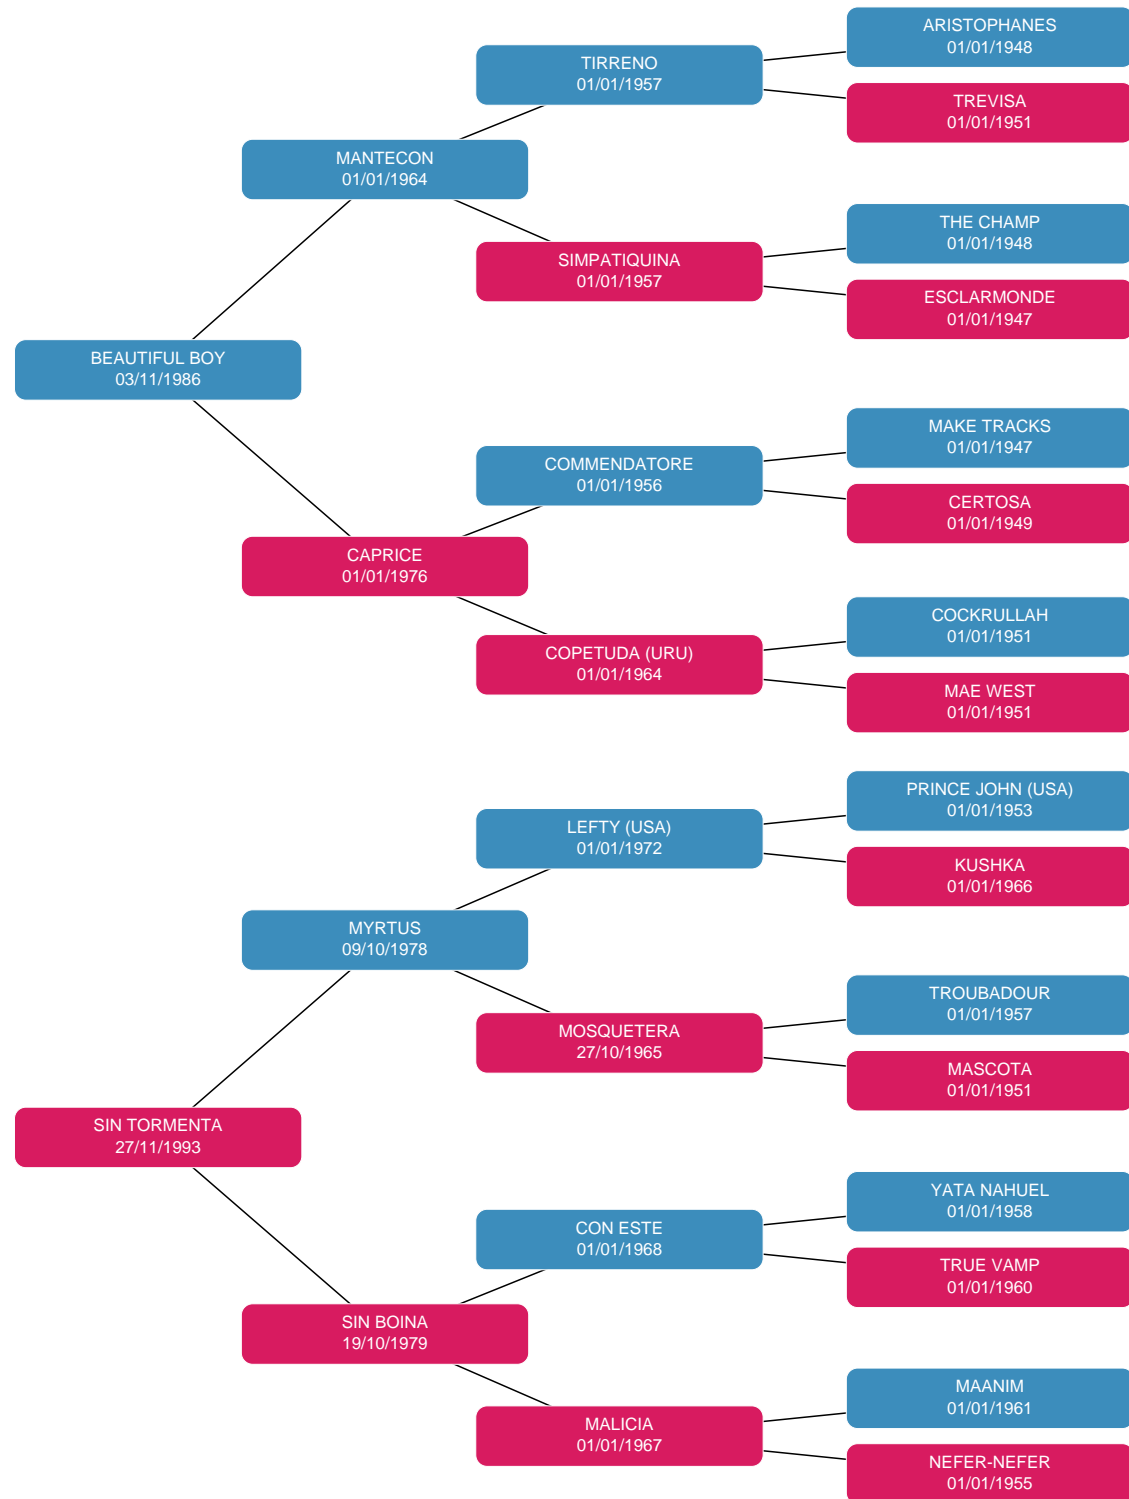 ARISTOPHANES
01/01/1948
TIRRENO
01/01/1957
TREVISA
01/01/1951
MANTECON
01/01/1964
THE CHAMP
01/01/1948
SIMPATIQUINA
01/01/1957
ESCLARMONDE
01/01/1947
BEAUTIFUL BOY
03/11/1986
MAKE TRACKS
01/01/1947
COMMENDATORE
01/01/1956
CERTOSA
01/01/1949
CAPRICE
01/01/1976
COCKRULLAH
01/01/1951
COPETUDA (URU)
01/01/1964
MAE WEST
01/01/1951
PRINCE JOHN (USA)
01/01/1953
LEFTY (USA)
01/01/1972
KUSHKA
01/01/1966
MYRTUS
09/10/1978
TROUBADOUR
01/01/1957
MOSQUETERA
27/10/1965
MASCOTA
01/01/1951
SIN TORMENTA
27/11/1993
YATA NAHUEL
01/01/1958
CON ESTE
01/01/1968
TRUE VAMP
01/01/1960
SIN BOINA
19/10/1979
MAANIM
01/01/1961
MALICIA
01/01/1967
NEFER-NEFER
01/01/1955